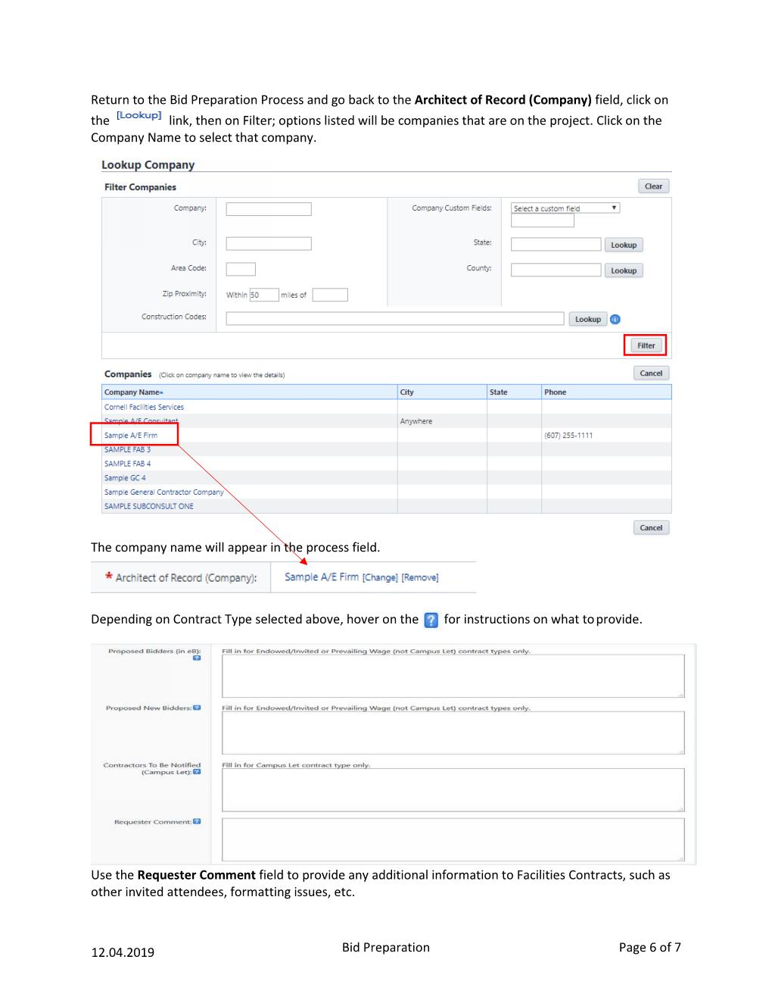 Return to the Bid Preparation Process and go back to the Architect of Record (Company) field, click on
the [Lookup] link, then on Filter; options listed will be companies that are on the project. Click on the
Company Name to select that company.
Lookup Company
Filter Companies Clear
Company: Company Custom Fields: Select a custom field
City: State: Lookup
Area Code: County: Lookup
Zip Proximity: Within 50 miles of
Construction Codes: Lookup
Filter
Companies (Click on company name to view the details) Cancel
Company Name City State Phone
Cornell Facilities Services
Sample A/E Consultant Anywhere
Sample A/E Firm (607) 255-1111
SAMPLE FAB 3
SAMPLE FAB 4
Sample GC 4
Sample General Contractor Company
SAMPLE SUBCONSULT ONE
Cancel
The company name will appear in the process field.
* Architect of Record (Company): Sample A/E Firm [Change] [Remove]
Depending on Contract Type selected above, hover on the ? for instructions on what to provide.
Proposed Bidders (in eB): Fill in for Endowed/Invited or Prevailing Wage (not Campus Let) contract types only.
?
Proposed New Bidders: ? Fill in for Endowed/Invited or Prevailing Wage (not Campus Let) contract types only.
Contractors To Be Notified Fill in for Campus Let contract type only.
(Campus Let): ?
Requester Comment: ?
Use the Requester Comment field to provide any additional information to Facilities Contracts, such as
other invited attendees, formatting issues, etc.
12.04.2019 Bid Preparation Page 6 of 7